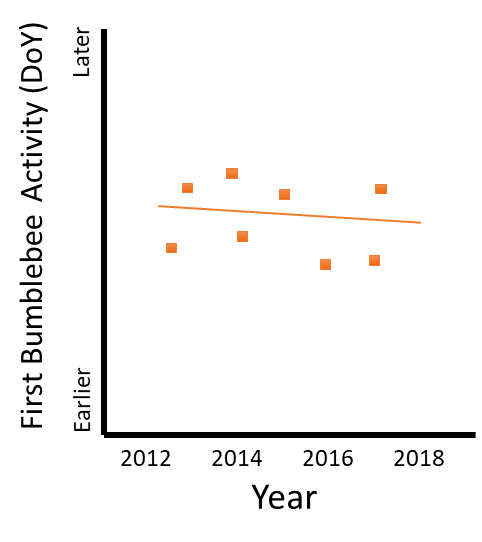 First Bumblebee Activity (DoY)
Later
Earlier
2012 2014 2016 2018
Year